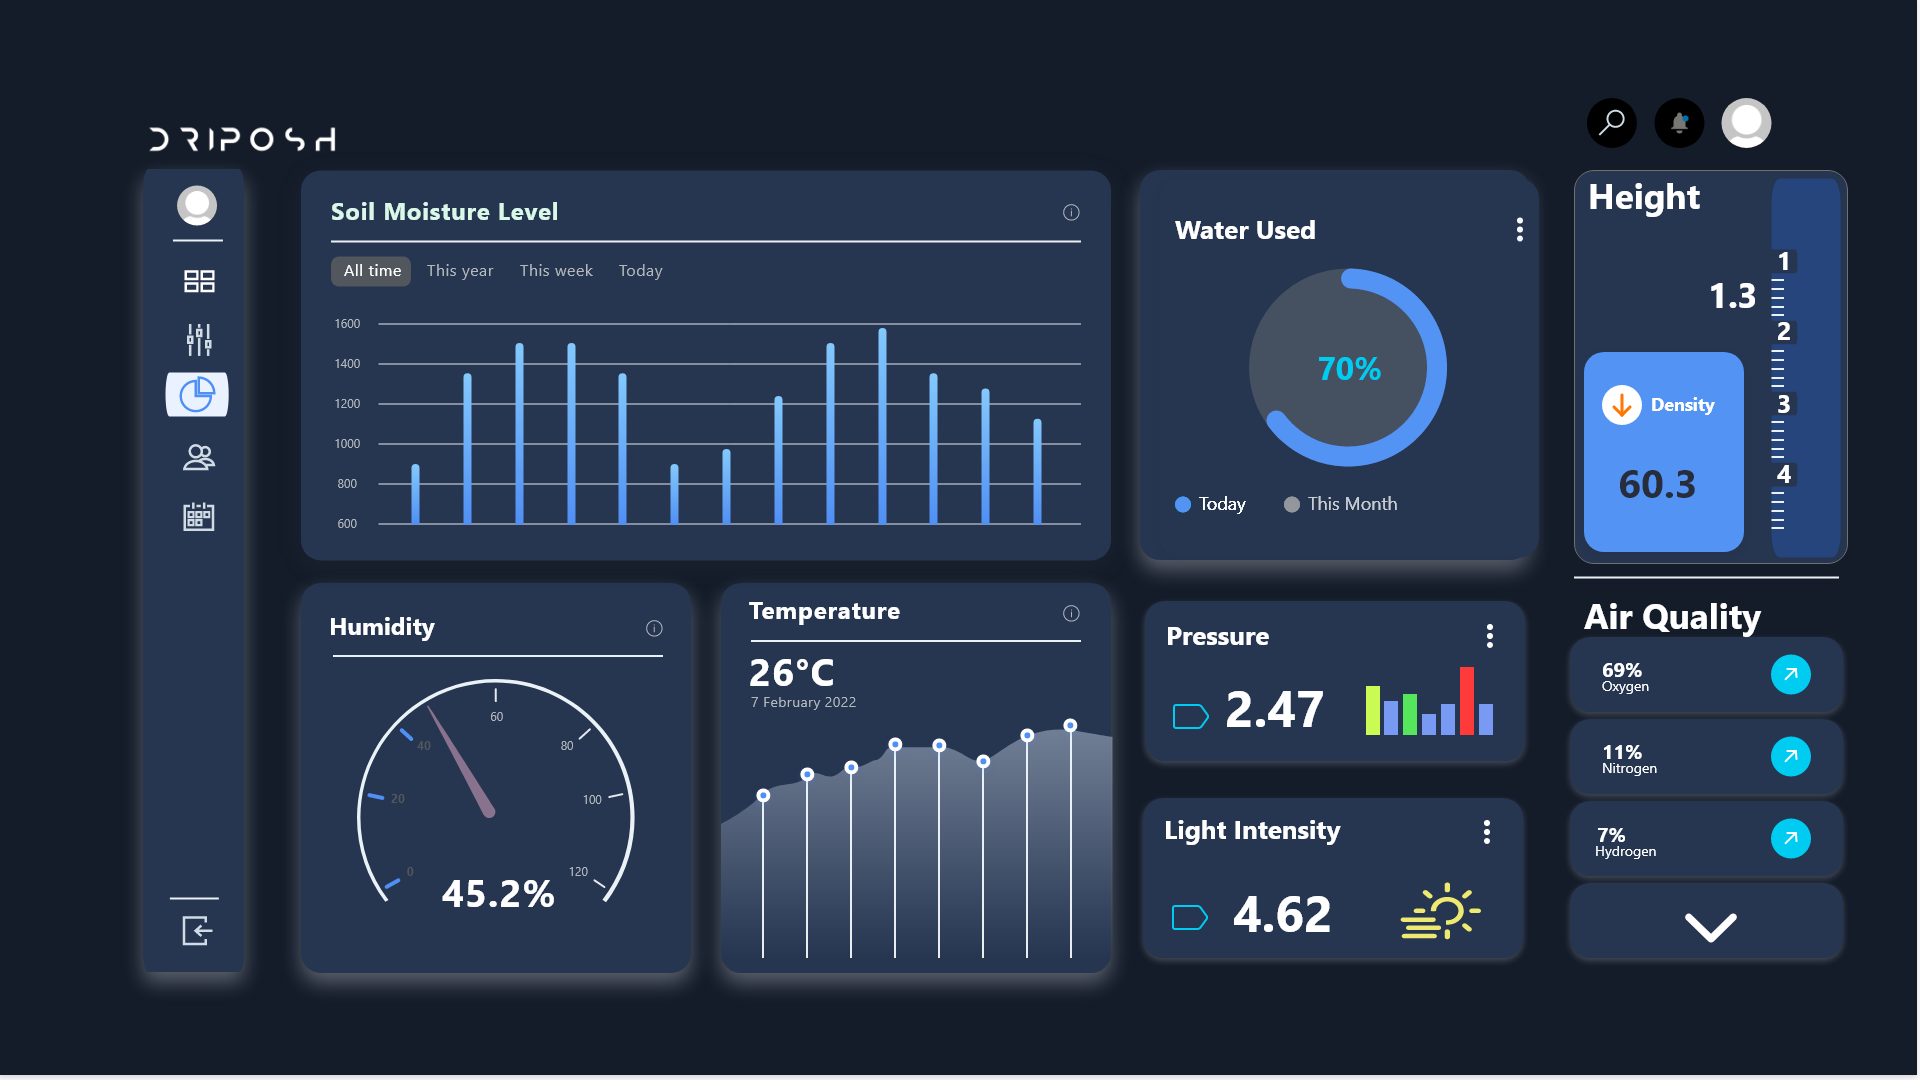 DRIPOSH
Soil Moisture Level
All time This year This week Today
1600
1400
1200
1000
800
600
Water Used
70%
Today This Month
Height
1
1.3
2
3
4
Density
60.3
Humidity
0
20
40
60
80
100
120
45.2%
Temperature
26°C
7 February 2022
Pressure
2.47
Light Intensity
4.62
Air Quality
69%
Oxygen
11%
Nitrogen
7%
Hydrogen